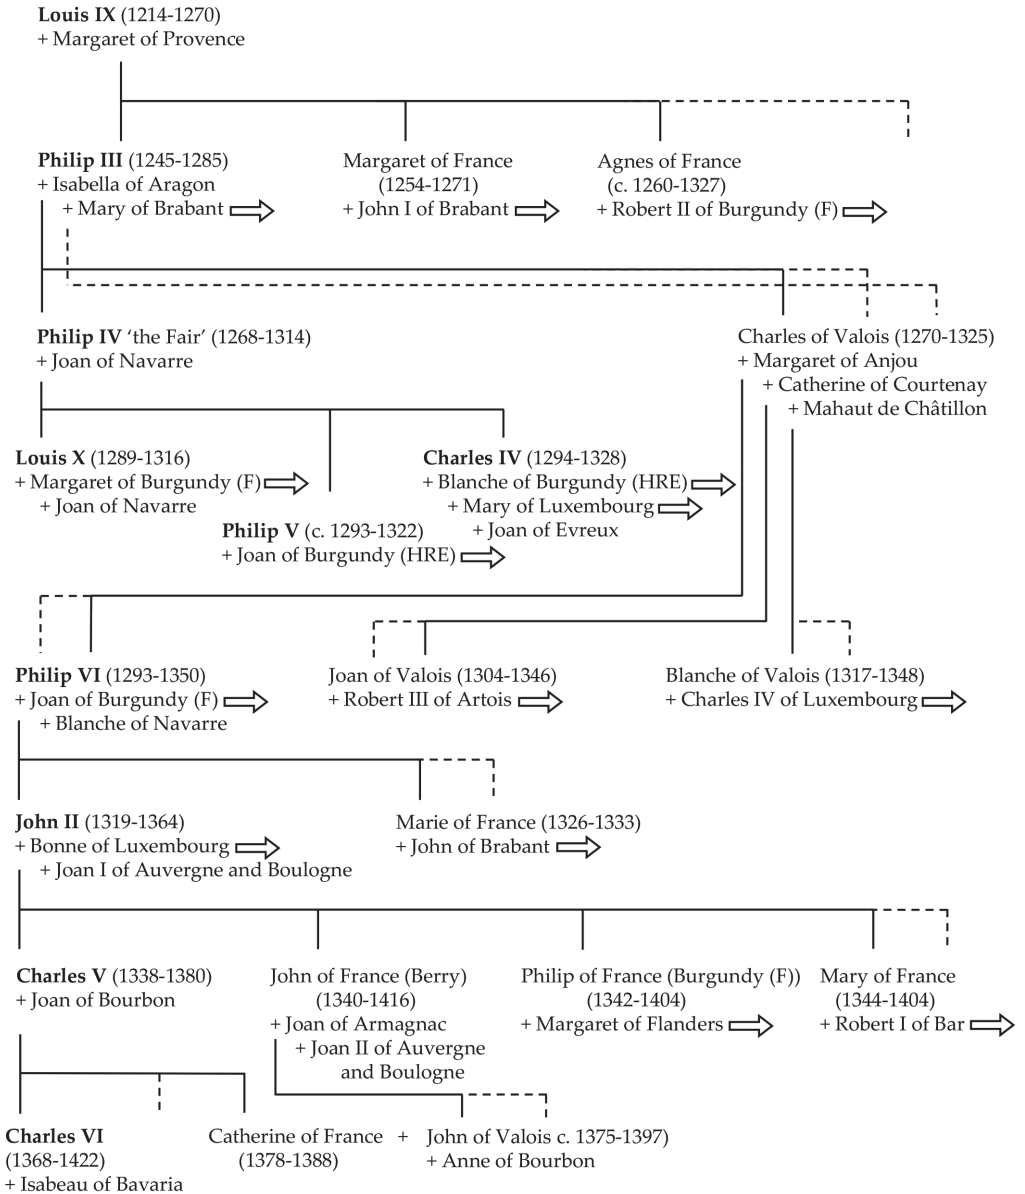 Louis IX (1214-1270)
+ Margaret of Provence
Philip III (1245-1285)
+ Isabella of Aragon
+ Mary of Brabant
Margaret of France
(1254-1271)
+ John I of Brabant
Agnes of France
(c. 1260-1327)
+ Robert II of Burgundy (F)
Philip IV ‘the Fair’ (1268-1314)
+ Joan of Navarre
Charles of Valois (1270-1325)
+ Margaret of Anjou
+ Catherine of Courtenay
+ Mahaut de Châtillon
Louis X (1289-1316)
+ Margaret of Burgundy (F)
+ Joan of Navarre
Philip V (c. 1293-1322)
+ Joan of Burgundy (HRE)
Charles IV (1294-1328)
+ Blanche of Burgundy (HRE)
+ Mary of Luxembourg
+ Joan of Evreux
Philip VI (1293-1350)
+ Joan of Burgundy (F)
+ Blanche of Navarre
Joan of Valois (1304-1346)
+ Robert III of Artois
Blanche of Valois (1317-1348)
+ Charles IV of Luxembourg
John II (1319-1364)
+ Bonne of Luxembourg
+ Joan I of Auvergne and Boulogne
Marie of France (1326-1333)
+ John of Brabant
Charles V (1338-1380)
+ Joan of Bourbon
John of France (Berry)
(1340-1416)
+ Joan of Armagnac
+ Joan II of Auvergne
and Boulogne
Philip of France (Burgundy (F))
(1342-1404)
+ Margaret of Flanders
Mary of France
(1344-1404)
+ Robert I of Bar
Charles VI
(1368-1422)
+ Isabeau of Bavaria
Catherine of France +
(1378-1388)
John of Valois c. 1375-1397)
+ Anne of Bourbon